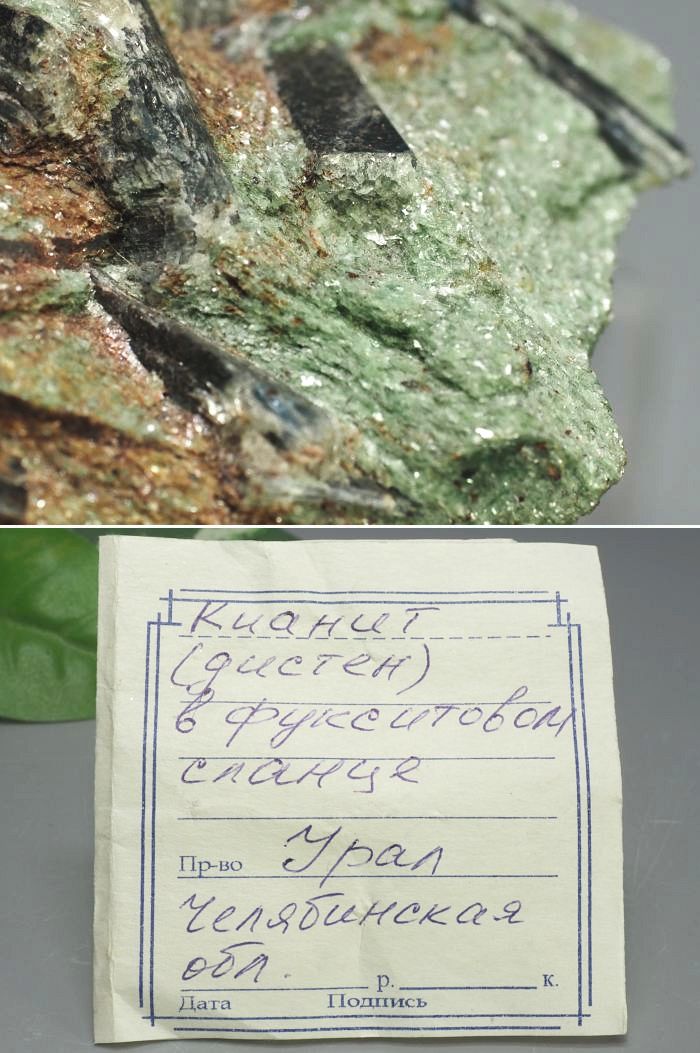 Кианит
(дистен)
в фукситовом
сланце
Пр-во Урал
Челябинская
обл. р. к.
Дата Подпись